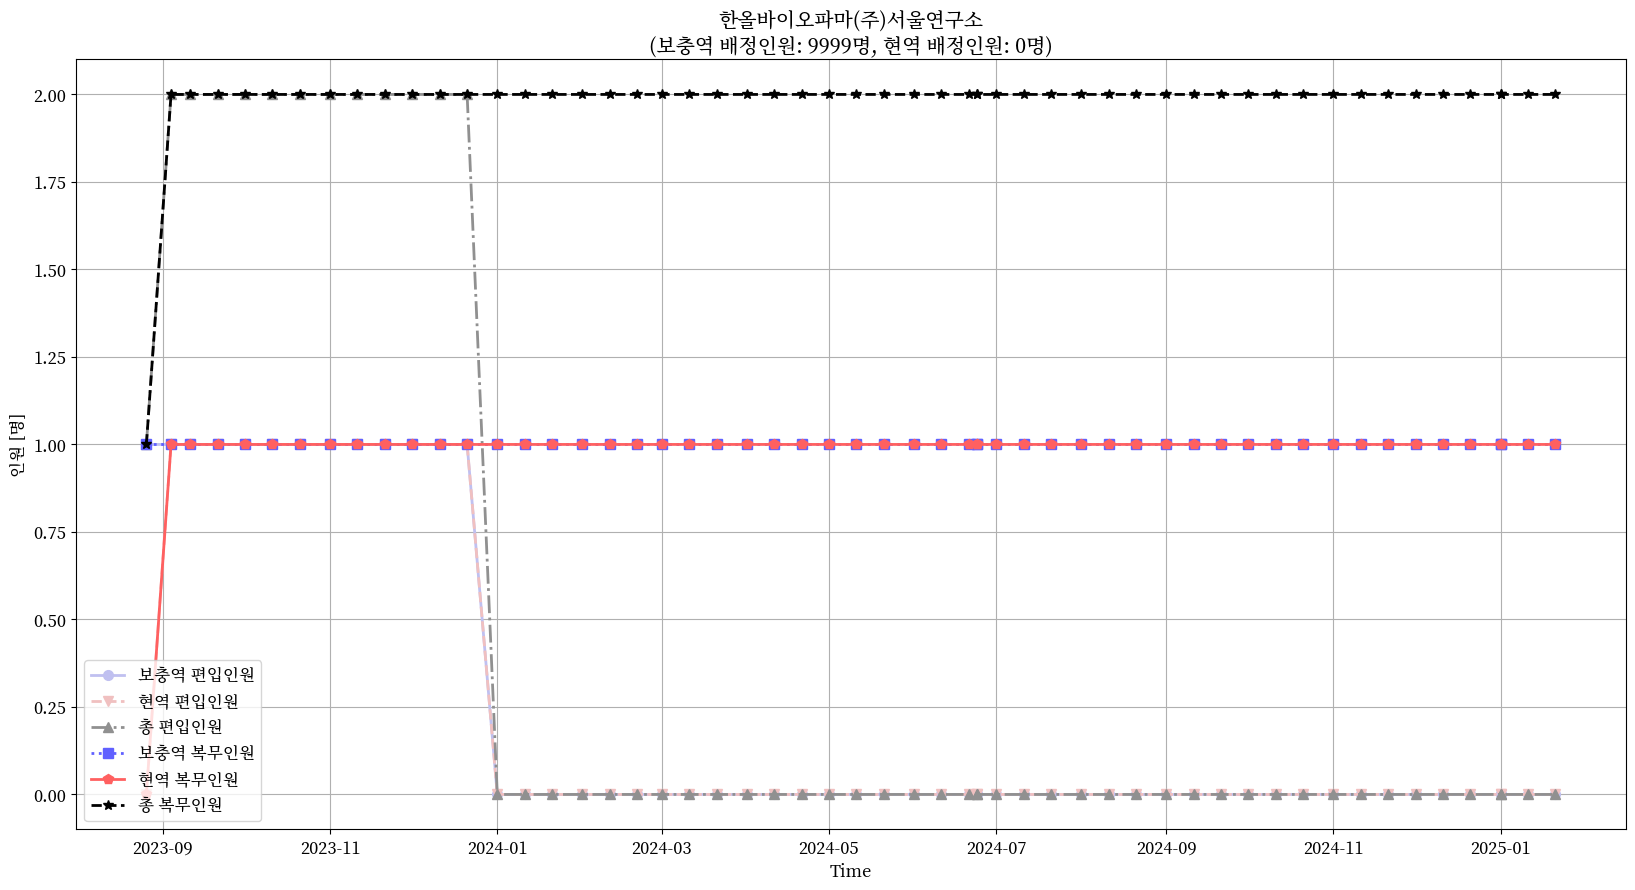 한올바이오파마(주)서울연구소
(보충역 배정인원: 9999명, 현역 배정인원: 0명)
2.00
1.75
1.50
1.25
1.00
0.75
0.50
0.25
0.00
인원 [명]
보충역 편입인원
현역 편입인원
총 편입인원
보충역 복무인원
현역 복무인원
총 복무인원
2023-09 2023-11 2024-01 2024-03 2024-05 2024-07 2024-09 2024-11 2025-01
Time